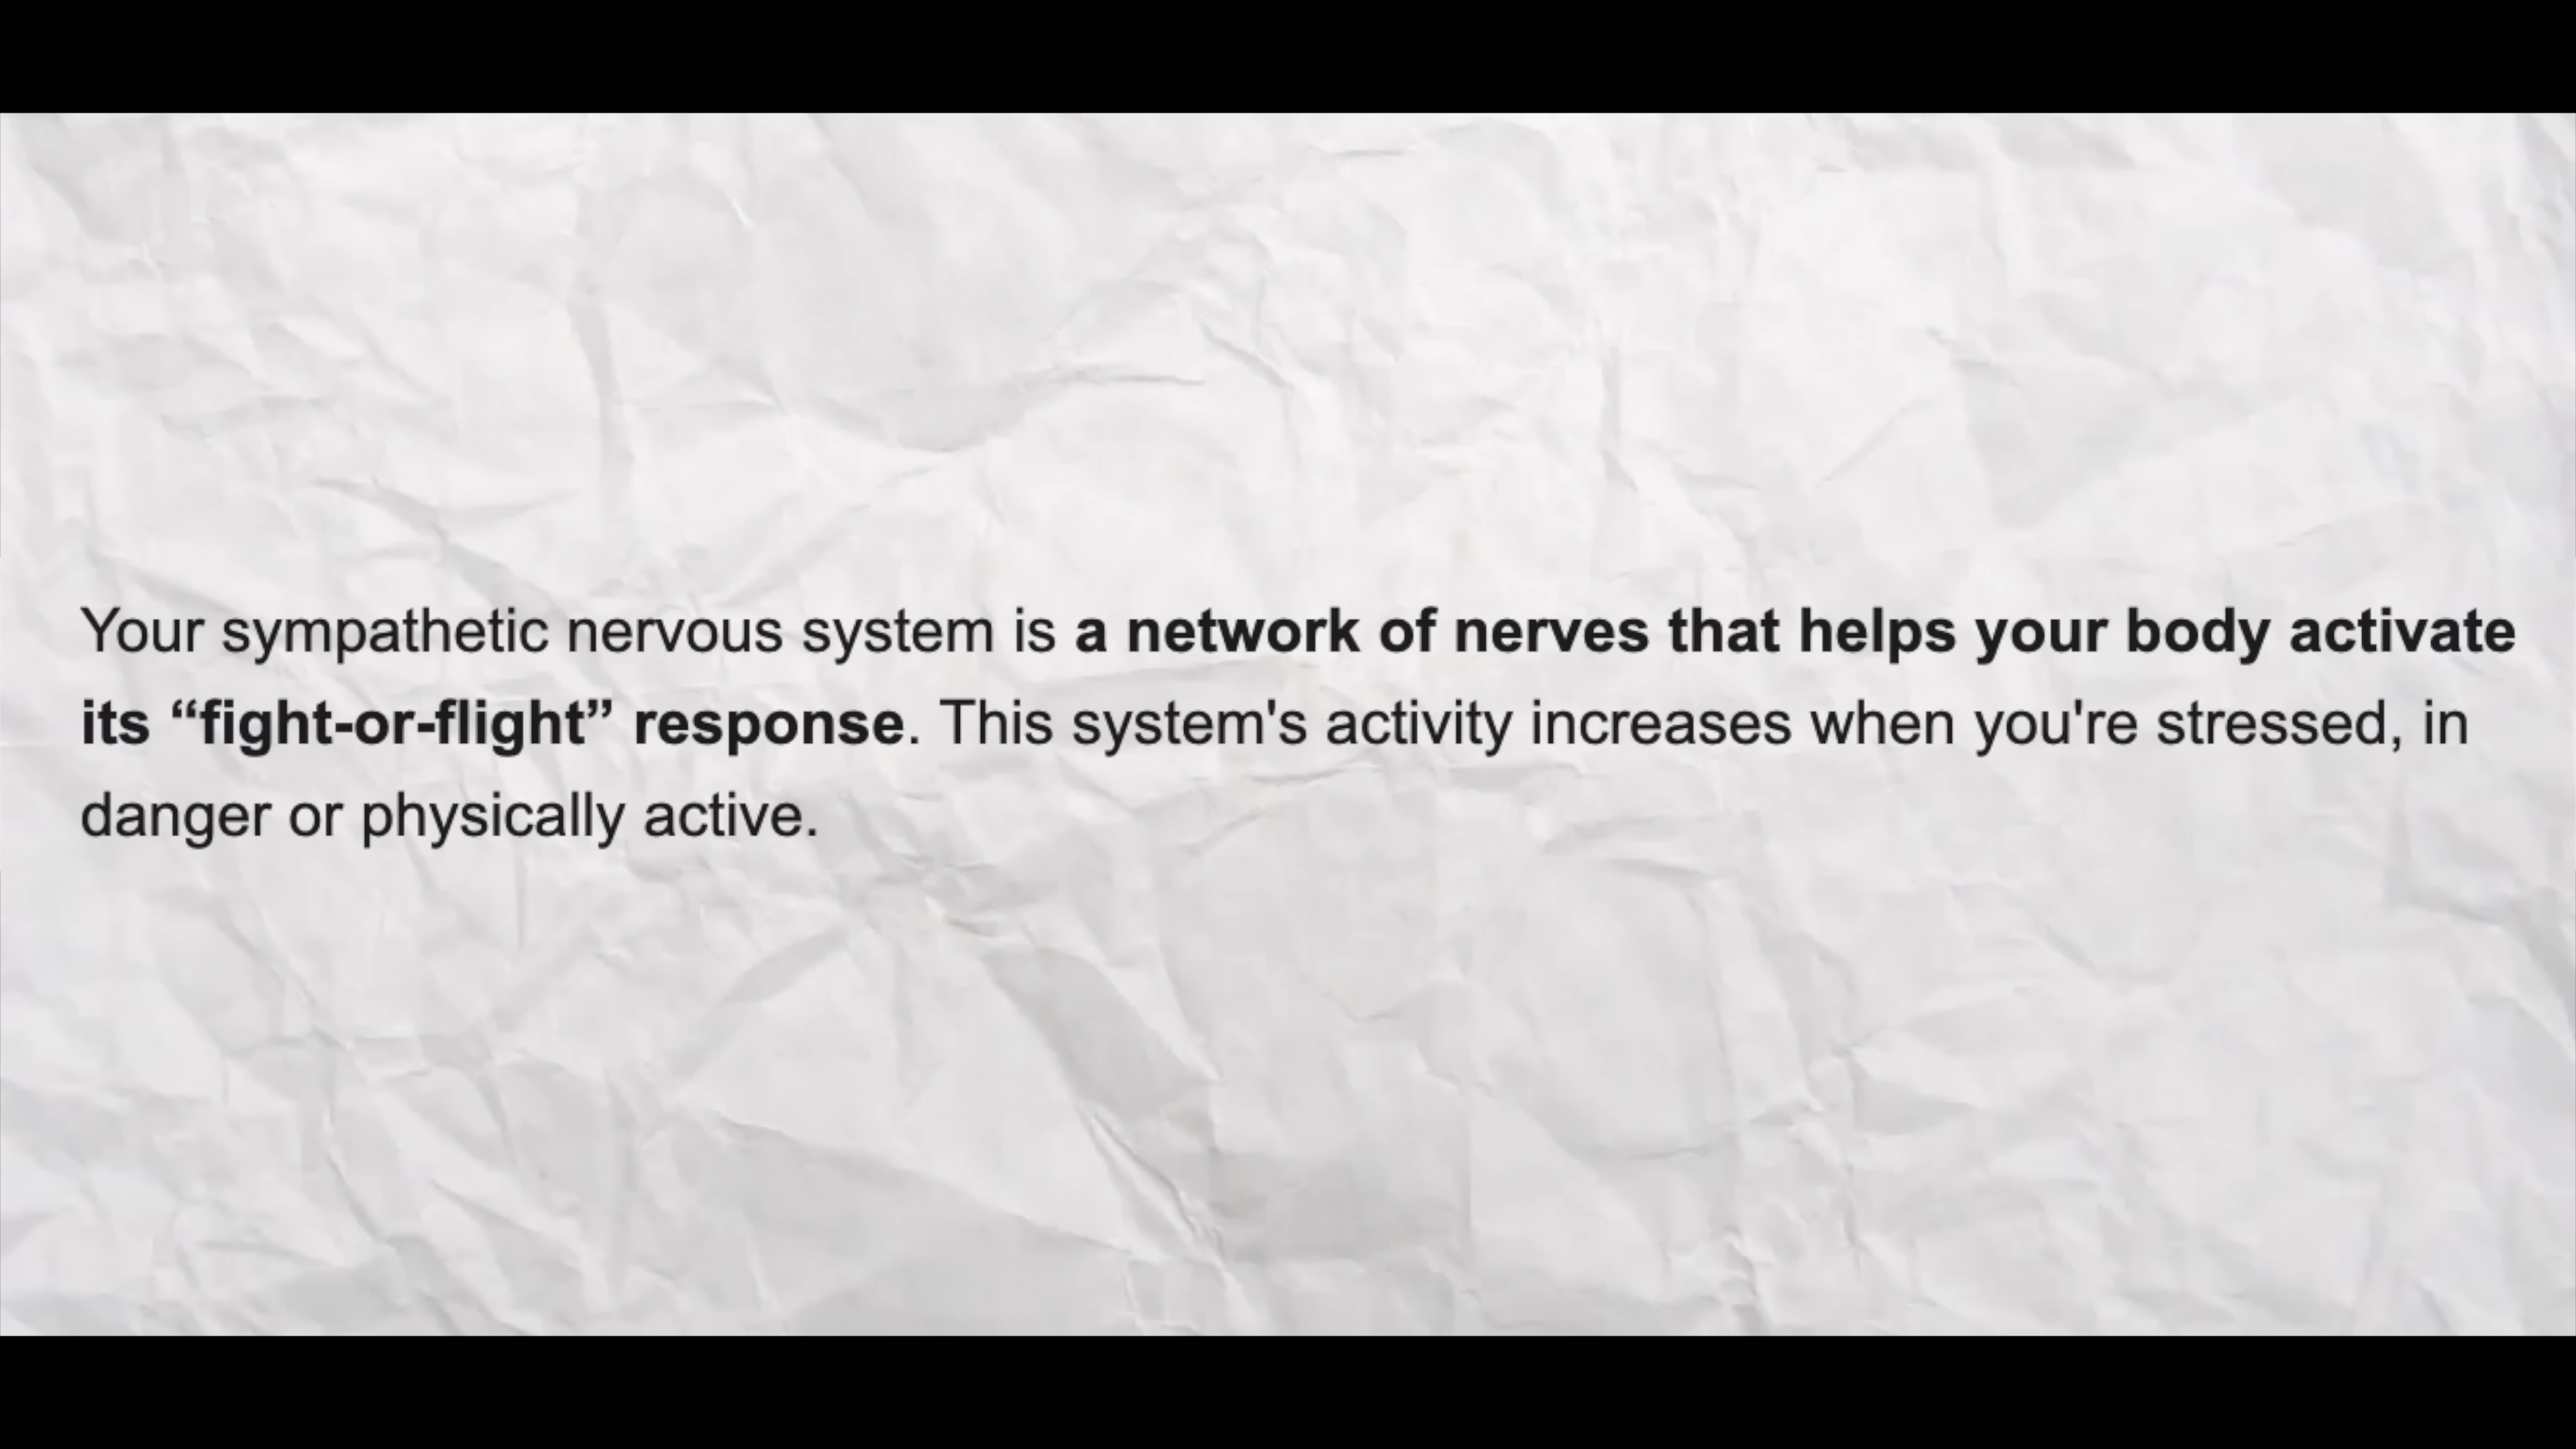 Your sympathetic nervous system is a network of nerves that helps your body activate
its “fight-or-flight” response. This system's activity increases when you're stressed, in
danger or physically active.